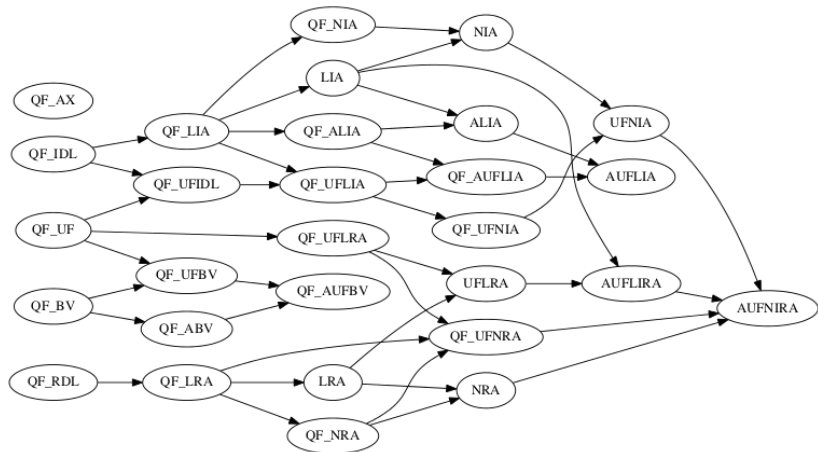 QF_NIA
NIA
LIA
QF_AX
QF_LIA
QF_ALIA
ALIA
UFNIA
QF_IDL
QF_UFIDL
QF_UFLIA
QF_AUFLIA
AUFLIA
QF_UF
QF_UFLRA
QF_UFNIA
QF_UFBV
QF_AUFBV
UFLRA
AUFLIRA
QF_BV
QF_ABV
AUFNIRA
QF_UFNRA
QF_RDL
QF_LRA
LRA
NRA
QF_NRA